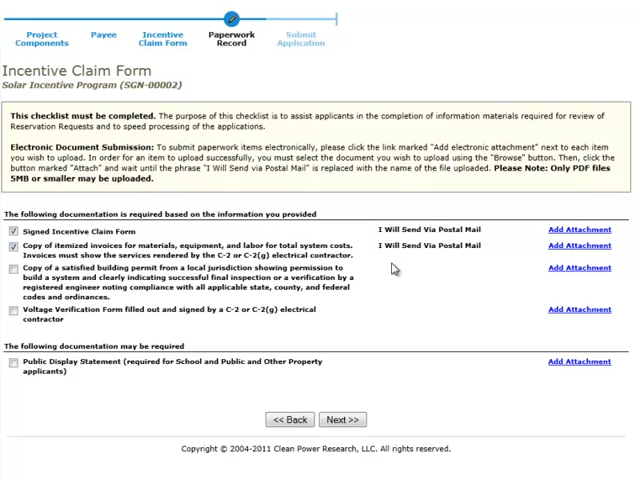 Project Components
Payee
Incentive Claim Form
Paperwork Record
Submit Application
Incentive Claim Form
Solar Incentive Program (SGN-00002)
This checklist must be completed. The purpose of this checklist is to assist applicants in the completion of information materials required for review of
Reservation Requests and to speed processing of the applications.
Electronic Document Submission: To submit paperwork items electronically, please click the link marked "Add electronic attachment" next to each item
you wish to upload. In order for an item to upload successfully, you must select the document you wish to upload using the "Browse" button. Then, click the
button marked "Attach" and wait until the phrase "I Will Send via Postal Mail" is replaced with the name of the file uploaded. Please Note: Only PDF files
5MB or smaller may be uploaded.
The following documentation is required based on the information you provided
Signed Incentive Claim Form I Will Send Via Postal Mail Add Attachment
Copy of itemized invoices for materials, equipment, and labor for total system costs. I Will Send Via Postal Mail Add Attachment
Invoices must show the services rendered by the C-2 or C-2(g) electrical contractor.
Copy of a satisfied building permit from a local jurisdiction showing permission to Add Attachment
build a system and clearly indicating successful final inspection or a verification by a
registered engineer noting compliance with all applicable state, county, and federal
codes and ordinances.
Voltage Verification Form filled out and signed by a C-2 or C-2(g) electrical Add Attachment
contractor
The following documentation may be required
Public Display Statement (required for School and Public and Other Property Add Attachment
applicants)
<< Back Next >>
Copyright © 2004-2011 Clean Power Research, LLC. All rights reserved.